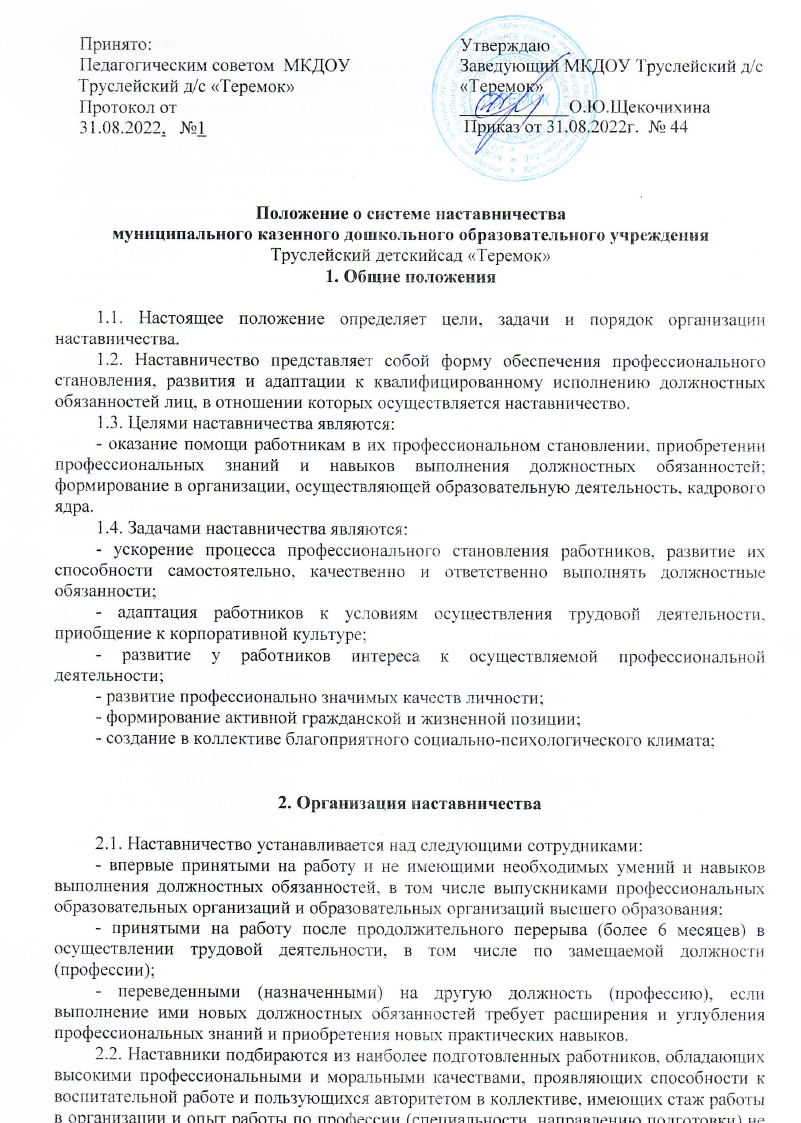 Принято:
Педагогическим советом МКДОУ
Труслейский д/с «Теремок»
Протокол от
31.08.2022, №1
Утверждаю
Заведующий МКДОУ Труслейский д/с
«Теремок»
____________О.Ю.Щекочихина
Приказ от 31.08.2022г. № 44
ТЕРЕМОК
Положение о системе наставничества
муниципального казенного дошкольного образовательного учреждения
Труслейский детскийсад «Теремок»
1. Общие положения
1.1. Настоящее положение определяет цели, задачи и порядок организации
наставничества.
1.2. Наставничество представляет собой форму обеспечения профессионального
становления, развития и адаптации к квалифицированному исполнению должностных
обязанностей лиц, в отношении которых осуществляется наставничество.
1.3. Целями наставничества являются:
- оказание помощи работникам в их профессиональном становлении, приобретении
профессиональных знаний и навыков выполнения должностных обязанностей;
формирование в организации, осуществляющей образовательную деятельность, кадрового
ядра.
1.4. Задачами наставничества являются:
- ускорение процесса профессионального становления работников, развитие их
способности самостоятельно, качественно и ответственно выполнять должностные
обязанности;
- адаптация работников к условиям осуществления трудовой деятельности,
приобщение к корпоративной культуре;
- развитие у работников интереса к осуществляемой профессиональной
деятельности;
- развитие профессионально значимых качеств личности;
- формирование активной гражданской и жизненной позиции;
- создание в коллективе благоприятного социально-психологического климата;
2. Организация наставничества
2.1. Наставничество устанавливается над следующими сотрудниками:
- впервые принятыми на работу и не имеющими необходимых умений и навыков
выполнения должностных обязанностей, в том числе выпускниками профессиональных
образовательных организаций и образовательных организаций высшего образования;
- принятыми на работу после продолжительного перерыва (более 6 месяцев) в
осуществлении трудовой деятельности, в том числе по замещаемой должности
(профессии);
- переведенными (назначенными) на другую должность (профессию), если
выполнение ими новых должностных обязанностей требует расширения и углубления
профессиональных знаний и приобретения новых практических навыков.
2.2. Наставники подбираются из наиболее подготовленных работников, обладающих
высокими профессиональными и моральными качествами, проявляющих способности к
воспитательной работе и пользующихся авторитетом в коллективе, имеющих стаж работы
в организации и опыт работы по профессии (специальности, направлению подготовки) не